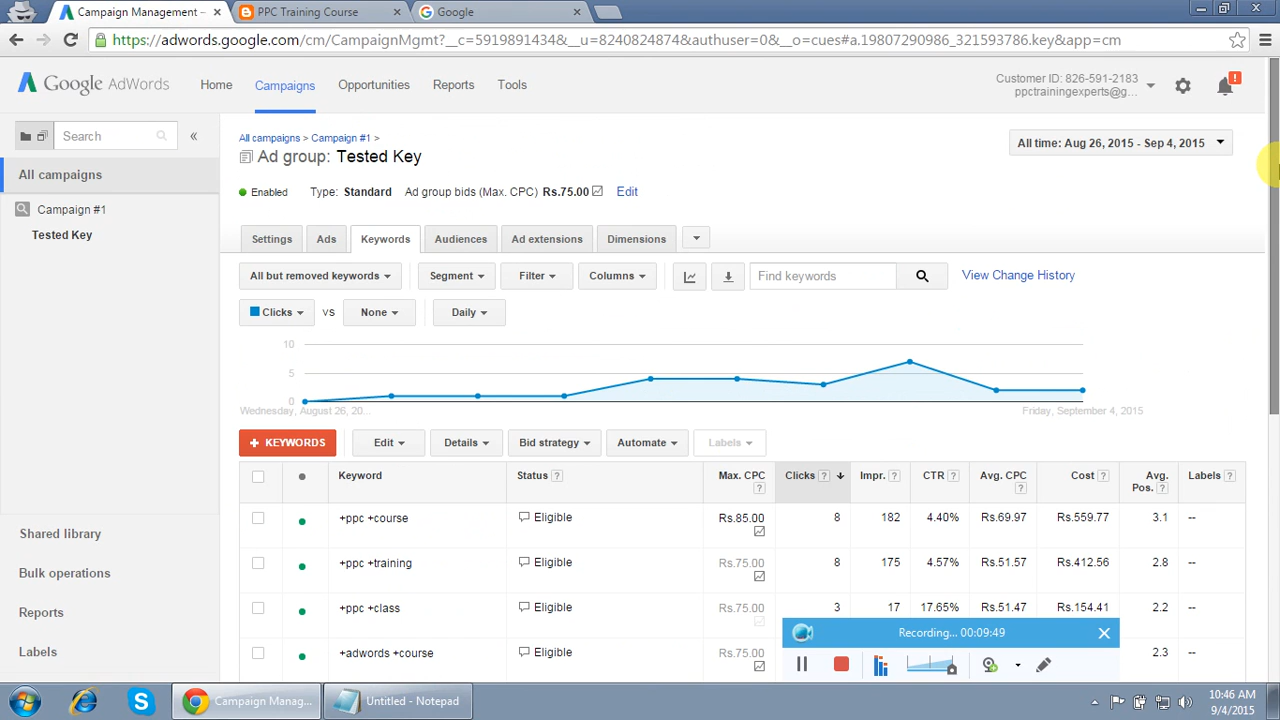 Campaign Management –
PPC Training Course
Google
https://adwords.google.com/cm/CampaignMgmt?__c=5919891434&__u=8240824874&authuser=0&__o=cues#a.19807290986_321593786.key&app=cm
Google AdWords
Home
Campaigns
Opportunities
Reports
Tools
Customer ID: 826-591-2183
ppctrainingexperts@g...
!
Search
«
All campaigns
Campaign #1
Tested Key
Shared library
Bulk operations
Reports
Labels
All campaigns > Campaign #1 >
Ad group: Tested Key
All time: Aug 26, 2015 - Sep 4, 2015
Enabled Type: Standard Ad group bids (Max. CPC) Rs.75.00 Edit
Settings
Ads
Keywords
Audiences
Ad extensions
Dimensions
All but removed keywords
Segment
Filter
Columns
Find keywords
View Change History
Clicks
vs
None
Daily
10
5
0
Wednesday, August 26, 20...
Friday, September 4, 2015
+ KEYWORDS
Edit
Details
Bid strategy
Automate
Labels
Keyword Status ? Max. CPC ? Clicks ? Impr. ? CTR ? Avg. CPC ? Cost ? Avg. Pos. ? Labels ?
+ppc +course Eligible Rs.85.00 8 182 4.40% Rs.69.97 Rs.559.77 3.1 --
+ppc +training Eligible Rs.75.00 8 175 4.57% Rs.51.57 Rs.412.56 2.8 --
+ppc +class Eligible Rs.75.00 3 17 17.65% Rs.51.47 Rs.154.41 2.2 --
+adwords +course Eligible Rs.75.00 2.3 --
Recording... 00:09:49
Campaign Manag...
Untitled - Notepad
10:46 AM
9/4/2015